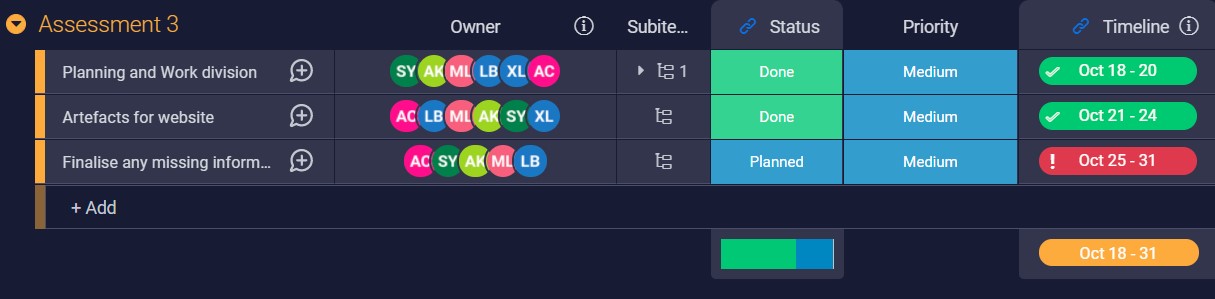 Assessment 3 Owner Subite... Status Priority Timeline
Planning and Work division SY AK ML LB XL AC 1 Done Medium Oct 18 - 20
Artefacts for website AC LB ML AK SY XL Done Medium Oct 21 - 24
Finalise any missing inform... AC SY AK ML LB Planned Medium ! Oct 25 - 31
+ Add
Oct 18 - 31